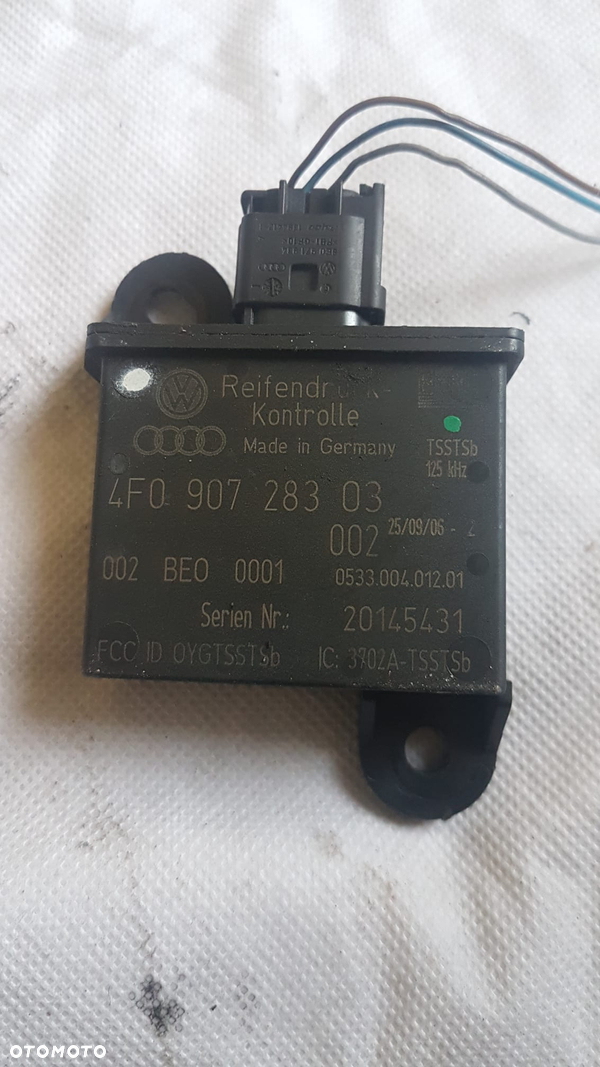 Reifendr k-
Kontrolle
Made in Germany
TSSTSb
125 kHz
4F0 907 283 03
002 25/09/06 - 2
002 BE0 0001 0533.004.012.01
Serien Nr.: 20145431
FCC ID OYGTSSTSb IC: 3702A-TSSTSb
OTOMOTO